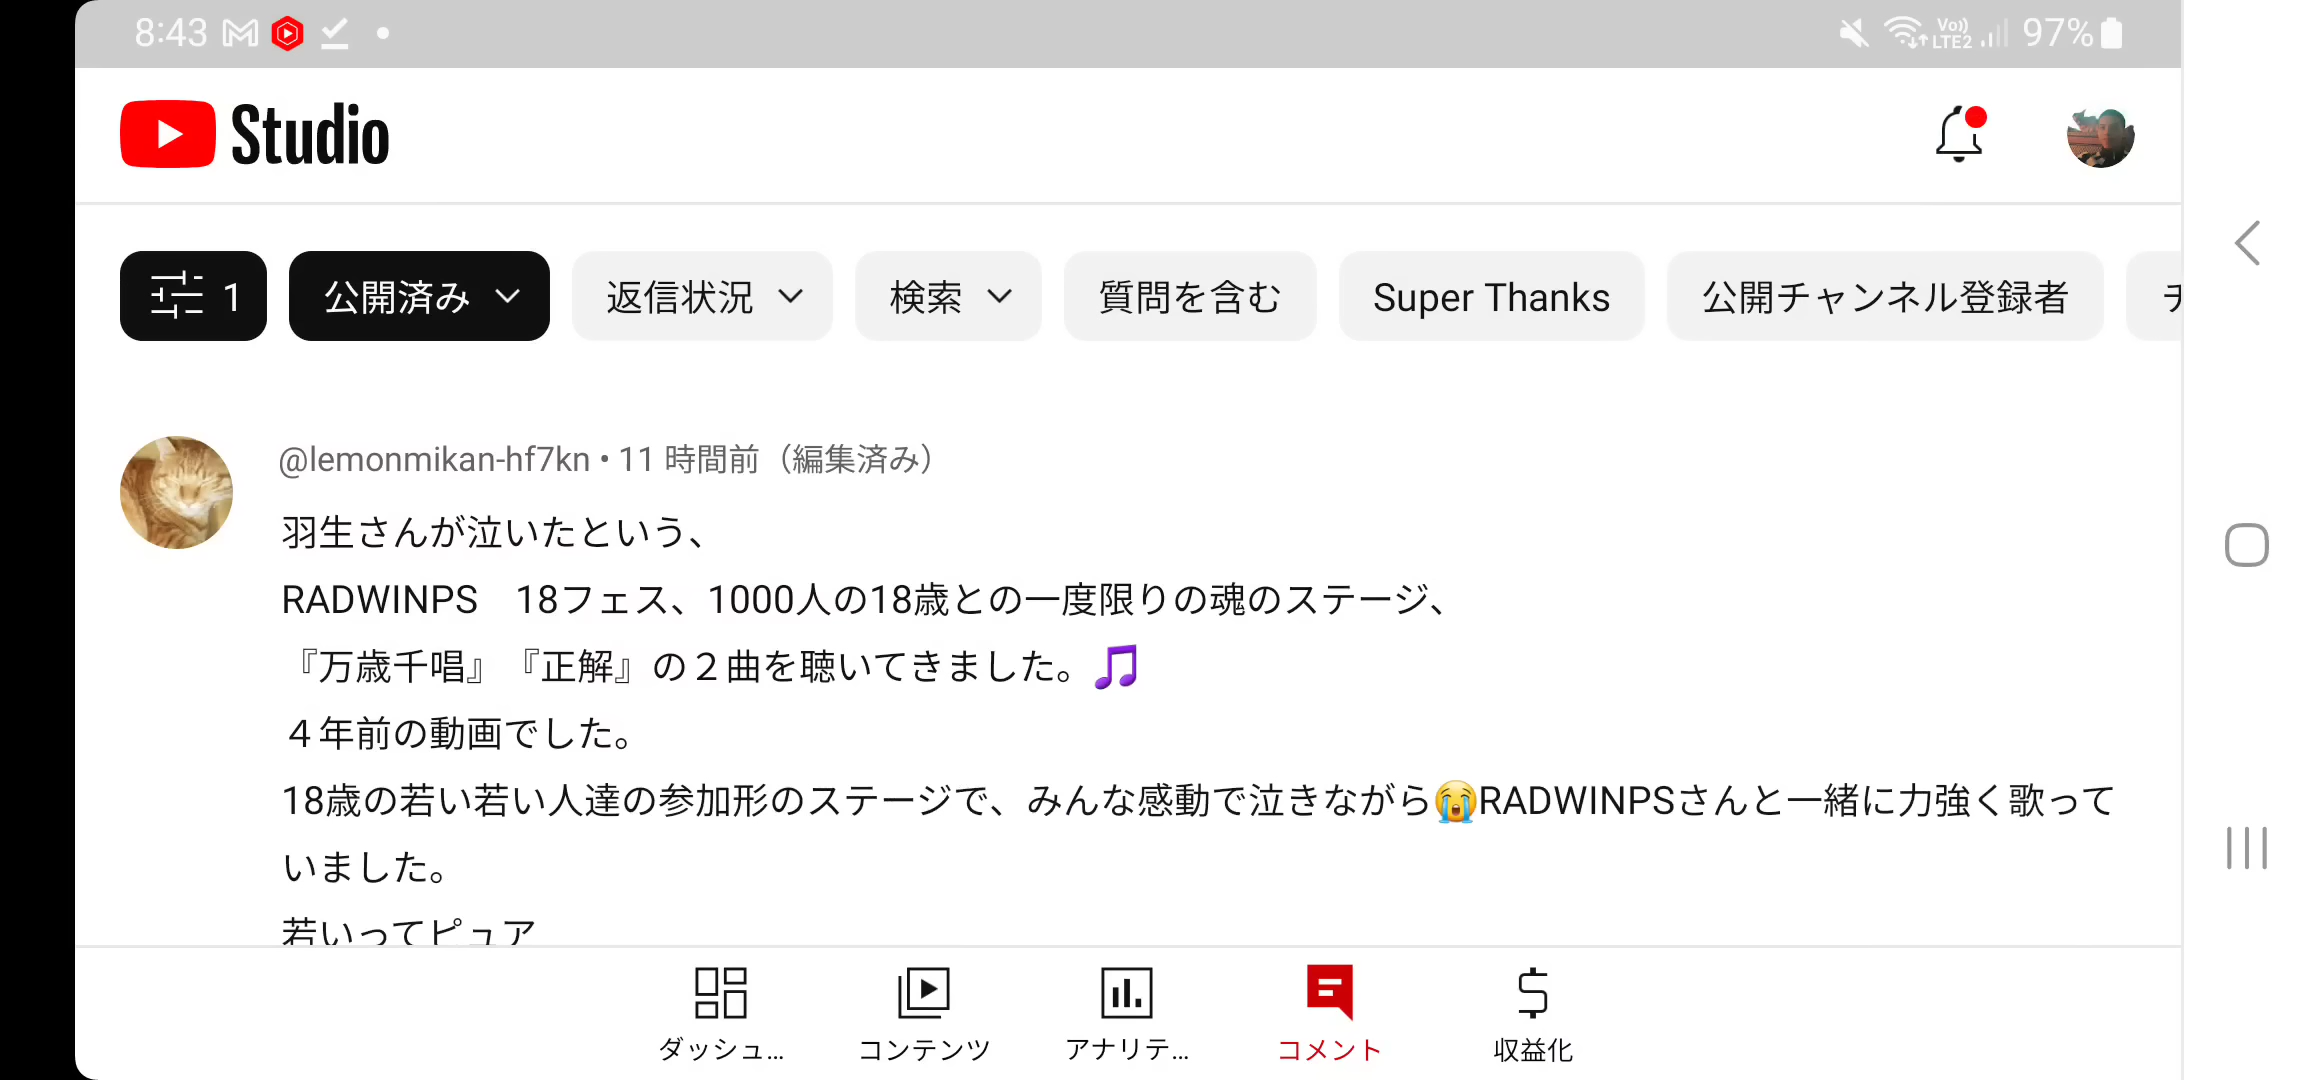 8:43 Vo)) LTE2 97%
Studio
1 公開済み 返信状況 検索 質問を含む Super Thanks 公開チャンネル登録者 チ
@lemonmikan-hf7kn • 11 時間前（編集済み）
羽生さんが泣いたという、
RADWINPS　18フェス、1000人の18歳との一度限りの魂のステージ、
『万歳千唱』『正解』の２曲を聴いてきました。🎵
４年前の動画でした。
18歳の若い若い人達の参加形のステージで、みんな感動で泣きながら😭RADWINPSさんと一緒に力強く歌って
いました。
若いってピュア
ダッシュ... コンテンツ アナリテ... コメント 収益化